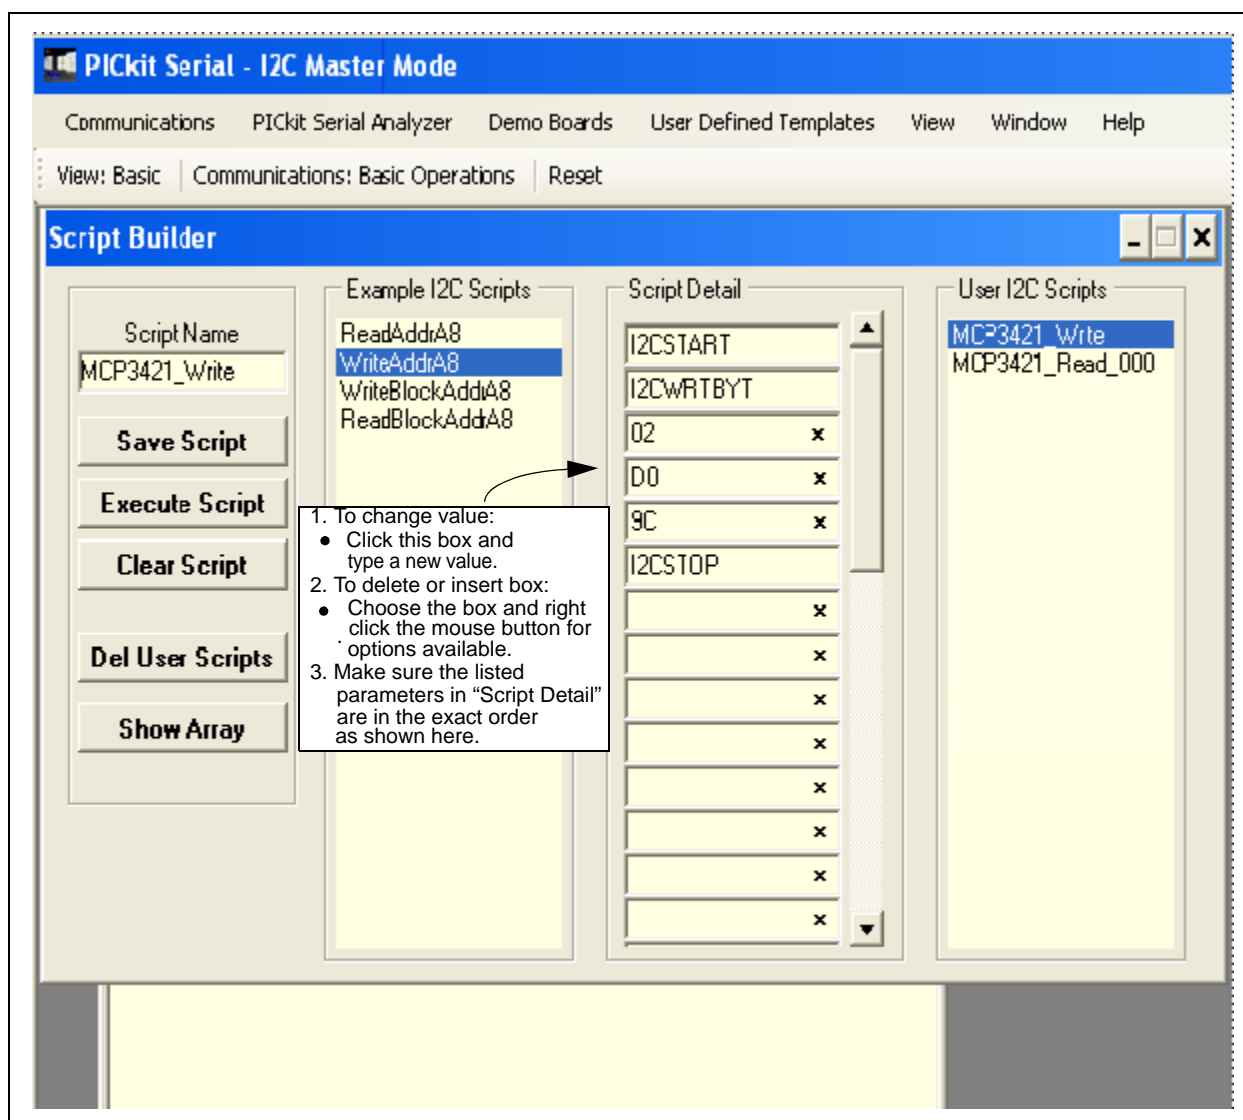 PICkit Serial - I2C Master Mode
Communications PICkit Serial Analyzer Demo Boards User Defined Templates View Window Help
View: Basic Communications: Basic Operations Reset
Script Builder
Script Name
MCP3421_Write
Save Script
Execute Script
Clear Script
Del User Scripts
Show Array
Example I2C Scripts
ReadAddrA8
WriteAddrA8
WriteBlockAddrA8
ReadBlockAddrA8
1. To change value:
• Click this box and
type a new value.
2. To delete or insert box:
• Choose the box and right
click the mouse button for
options available.
3. Make sure the listed
parameters in “Script Detail”
are in the exact order
as shown here.
Script Detail
I2CSTART
I2CWRTBYT
02 x
D0 x
9C x
I2CSTOP
x
x
x
x
x
x
x
x
User I2C Scripts
MCP3421_Write
MCP3421_Read_000